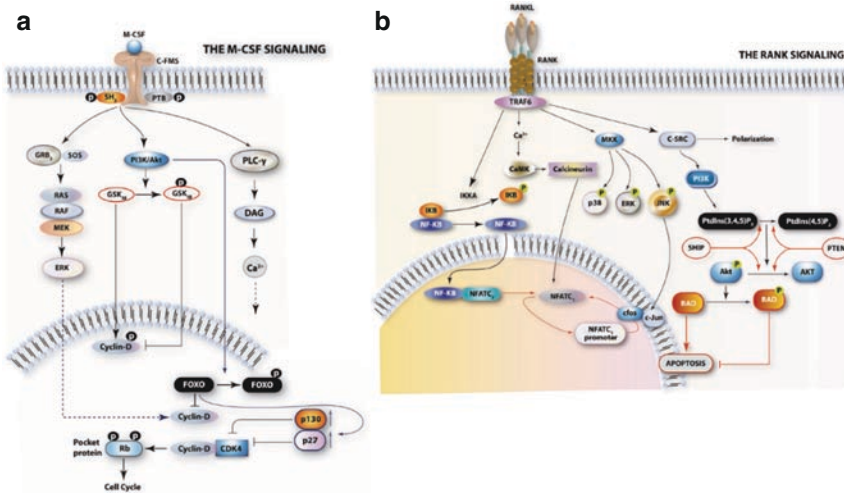 a
M-CSF
THE M-CSF SIGNALING
C-FMS
p
SH2
PTB
p
GRB2
SOS
PI3K/Akt
PLC-γ
p
GSK3β
GSK3β
RAS
RAF
MEK
DAG
ERK
Ca²⁺
p
Cyclin-D
p
FOXO
FOXO
Cyclin-D
p130
p27
p p
Pocket
protein
Rb
Cyclin-D
CDK4
Cell Cycle
b
RANKL
RANK
THE RANK SIGNALING
TRAF6
Ca²⁺
MKK
C-SRC
Polarization
CaMK
Calcineurin
PI3K
IKKA
IKB
P
IKB
P
p38
P
ERK
P
JNK
NF-KB
NF-KB
PtdIns(3,4,5)P3
PtdIns(4,5)P2
SHIP
PTEN
P
Akt
AKT
NF-KB
NFATC2
NFATC1
cfos
c-Jun
BAD
P
BAD
NFATC1
promoter
APOPTOSIS